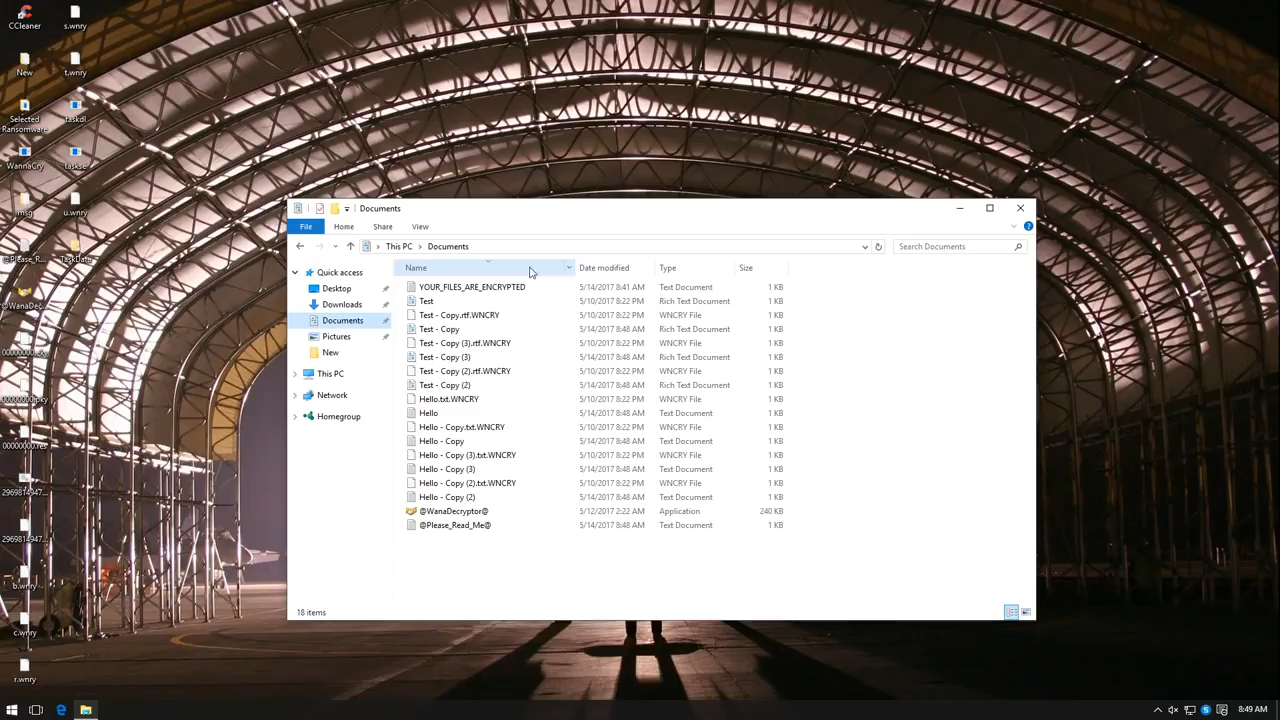 CCleaner
s.wnry
New
t.wnry
Selected Ransomware
taskdl
WannaCry
taskse
msg
u.wnry
@Please_R...
TaskData
@WanaDec...
00000000.pky
00000000.res
2969814947...
2969814947...
b.wnry
c.wnry
r.wnry
Documents
File Home Share View
This PC Documents
Search Documents
Name Date modified Type Size
Quick access
Desktop
Downloads
Documents
Pictures
New
This PC
Network
Homegroup
YOUR_FILES_ARE_ENCRYPTED 5/14/2017 8:41 AM Text Document 1 KB
Test 5/10/2017 8:22 PM Rich Text Document 1 KB
Test - Copy.rtf.WNCRY 5/10/2017 8:22 PM WNCRY File 1 KB
Test - Copy 5/14/2017 8:48 AM Rich Text Document 1 KB
Test - Copy (3).rtf.WNCRY 5/10/2017 8:22 PM WNCRY File 1 KB
Test - Copy (3) 5/14/2017 8:48 AM Rich Text Document 1 KB
Test - Copy (2).rtf.WNCRY 5/10/2017 8:22 PM WNCRY File 1 KB
Test - Copy (2) 5/14/2017 8:48 AM Rich Text Document 1 KB
Hello.txt.WNCRY 5/10/2017 8:22 PM WNCRY File 1 KB
Hello 5/14/2017 8:48 AM Text Document 1 KB
Hello - Copy.txt.WNCRY 5/10/2017 8:22 PM WNCRY File 1 KB
Hello - Copy 5/14/2017 8:48 AM Text Document 1 KB
Hello - Copy (3).txt.WNCRY 5/10/2017 8:22 PM WNCRY File 1 KB
Hello - Copy (3) 5/14/2017 8:48 AM Text Document 1 KB
Hello - Copy (2).txt.WNCRY 5/10/2017 8:22 PM WNCRY File 1 KB
Hello - Copy (2) 5/14/2017 8:48 AM Text Document 1 KB
@WanaDecryptor@ 5/12/2017 2:22 AM Application 240 KB
@Please_Read_Me@ 5/14/2017 8:48 AM Text Document 1 KB
18 items
8:49 AM